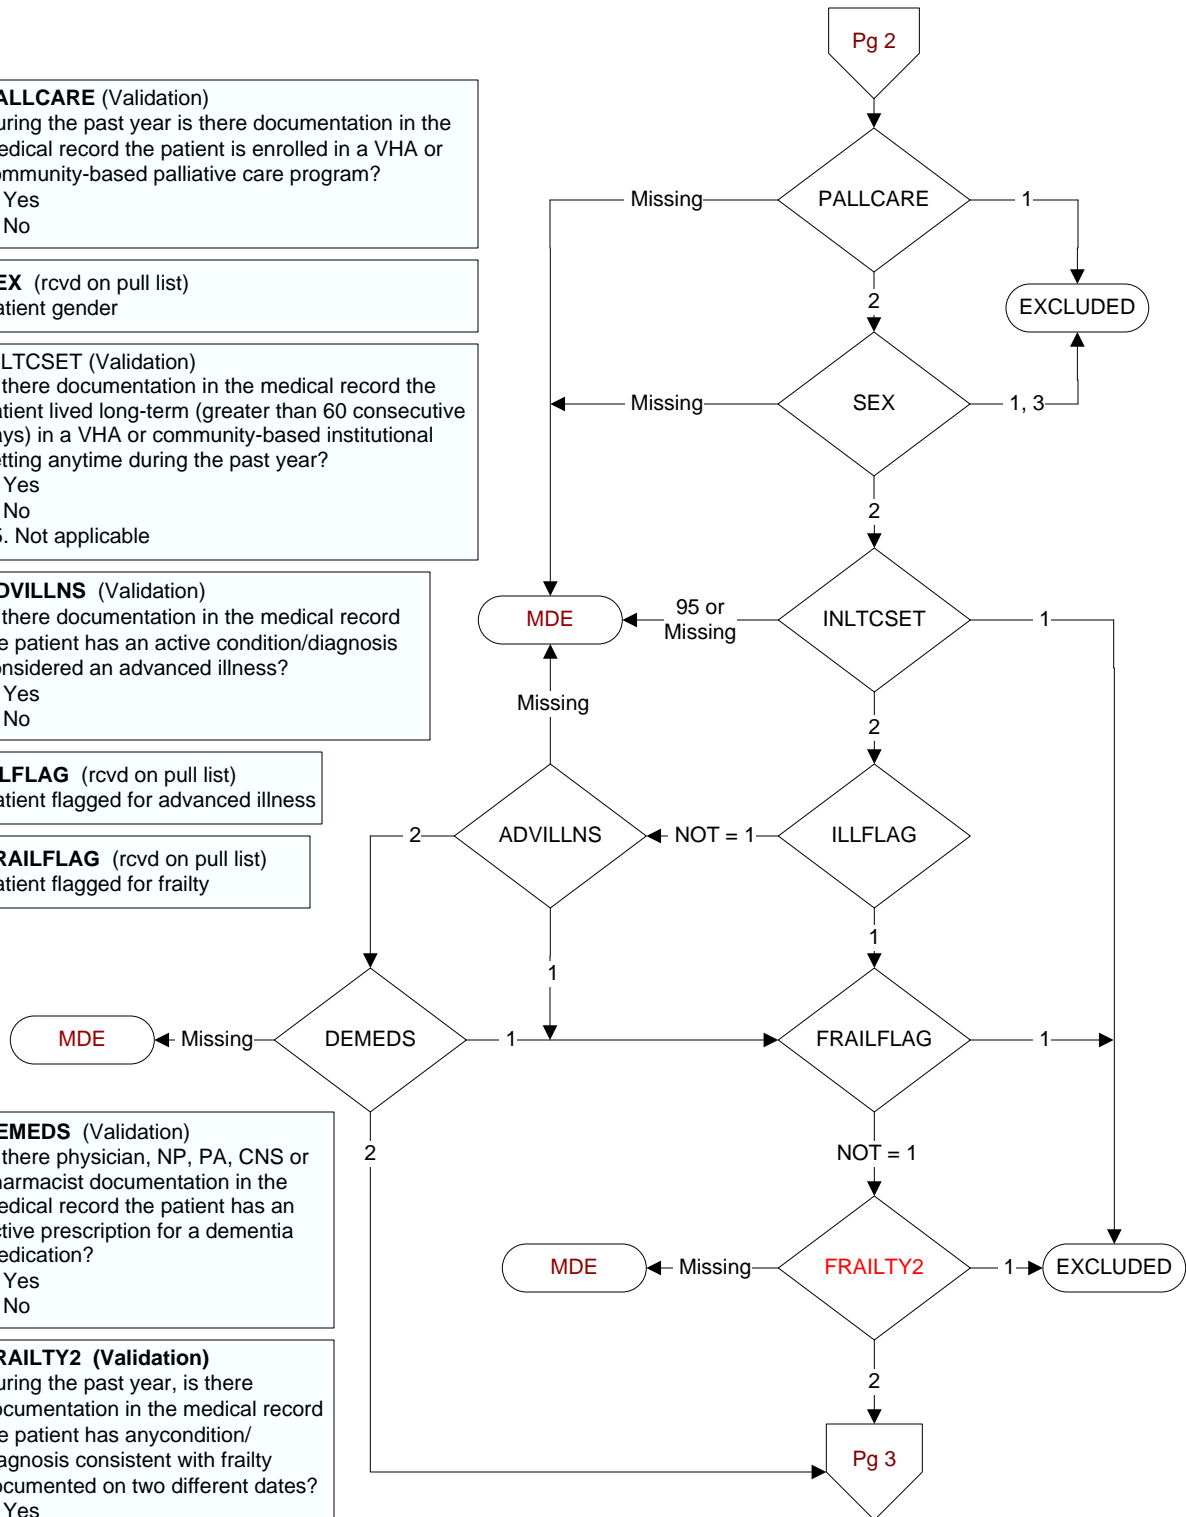 Pg 2
ALLCARE (Validation)
uring the past year is there documentation in the
edical record the patient is enrolled in a VHA or
ommunity-based palliative care program?
Yes
No
EX (rcvd on pull list)
atient gender
LTCSET (Validation)
there documentation in the medical record the
atient lived long-term (greater than 60 consecutive
ays) in a VHA or community-based institutional
etting anytime during the past year?
Yes
No
5. Not applicable
DVILLNS (Validation)
there documentation in the medical record
e patient has an active condition/diagnosis
onsidered an advanced illness?
Yes
No
LFLAG (rcvd on pull list)
atient flagged for advanced illness
RAILFLAG (rcvd on pull list)
atient flagged for frailty
EMEDS (Validation)
there physician, NP, PA, CNS or
armacist documentation in the
edical record the patient has an
ctive prescription for a dementia
edication?
Yes
No
RAILTY2 (Validation)
uring the past year, is there
ocumentation in the medical record
e patient has anycondition/
agnosis consistent with frailty
ocumented on two different dates?
Yes
Missing
PALLCARE
1
2
EXCLUDED
Missing
SEX
1, 3
2
MDE
95 or
Missing
INLTCSET
1
Missing
2
2
ADVILLNS
NOT = 1
ILLFLAG
1
1
MDE
Missing
DEMEDS
1
FRAILFLAG
1
2
NOT = 1
MDE
Missing
FRAILTY2
1
EXCLUDED
2
Pg 3